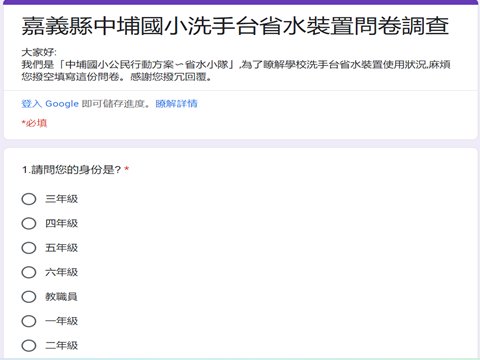 嘉義縣中埔國小洗手台省水裝置問卷調查
大家好:
我們是「中埔國小公民行動方案~省水小隊」,為了瞭解學校洗手台省水裝置使用狀況,麻煩
您撥空填寫這份問卷。感謝您撥冗回覆。
登入 Google 即可儲存進度。瞭解詳情
*必填
1.請問您的身份是? *
三年級
四年級
五年級
六年級
教職員
一年級
二年級